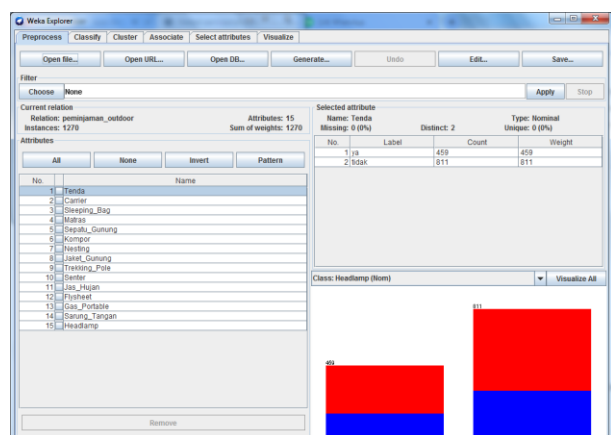 Weka Explorer
Preprocess Classify Cluster Associate Select attributes Visualize
Open file... Open URL... Open DB... Generate... Undo Edit... Save...
Filter
Choose None Apply Stop
Current relation
Relation: peminjaman_outdoor Attributes: 15
Instances: 1270 Sum of weights: 1270
Attributes
All None Invert Pattern
No. Name
1 Tenda
2 Carrier
3 Sleeping_Bag
4 Matras
5 Sepatu_Gunung
6 Kompor
7 Nesting
8 Jaket_Gunung
9 Trekking_Pole
10 Senter
11 Jas_Hujan
12 Flysheet
13 Gas_Portable
14 Sarung_Tangan
15 Headlamp
Remove
Selected attribute
Name: Tenda Type: Nominal
Missing: 0 (0%) Distinct: 2 Unique: 0 (0%)
No. Label Count Weight
1 ya 459 459
2 tidak 811 811
Class: Headlamp (Nom) Visualize All
459
811